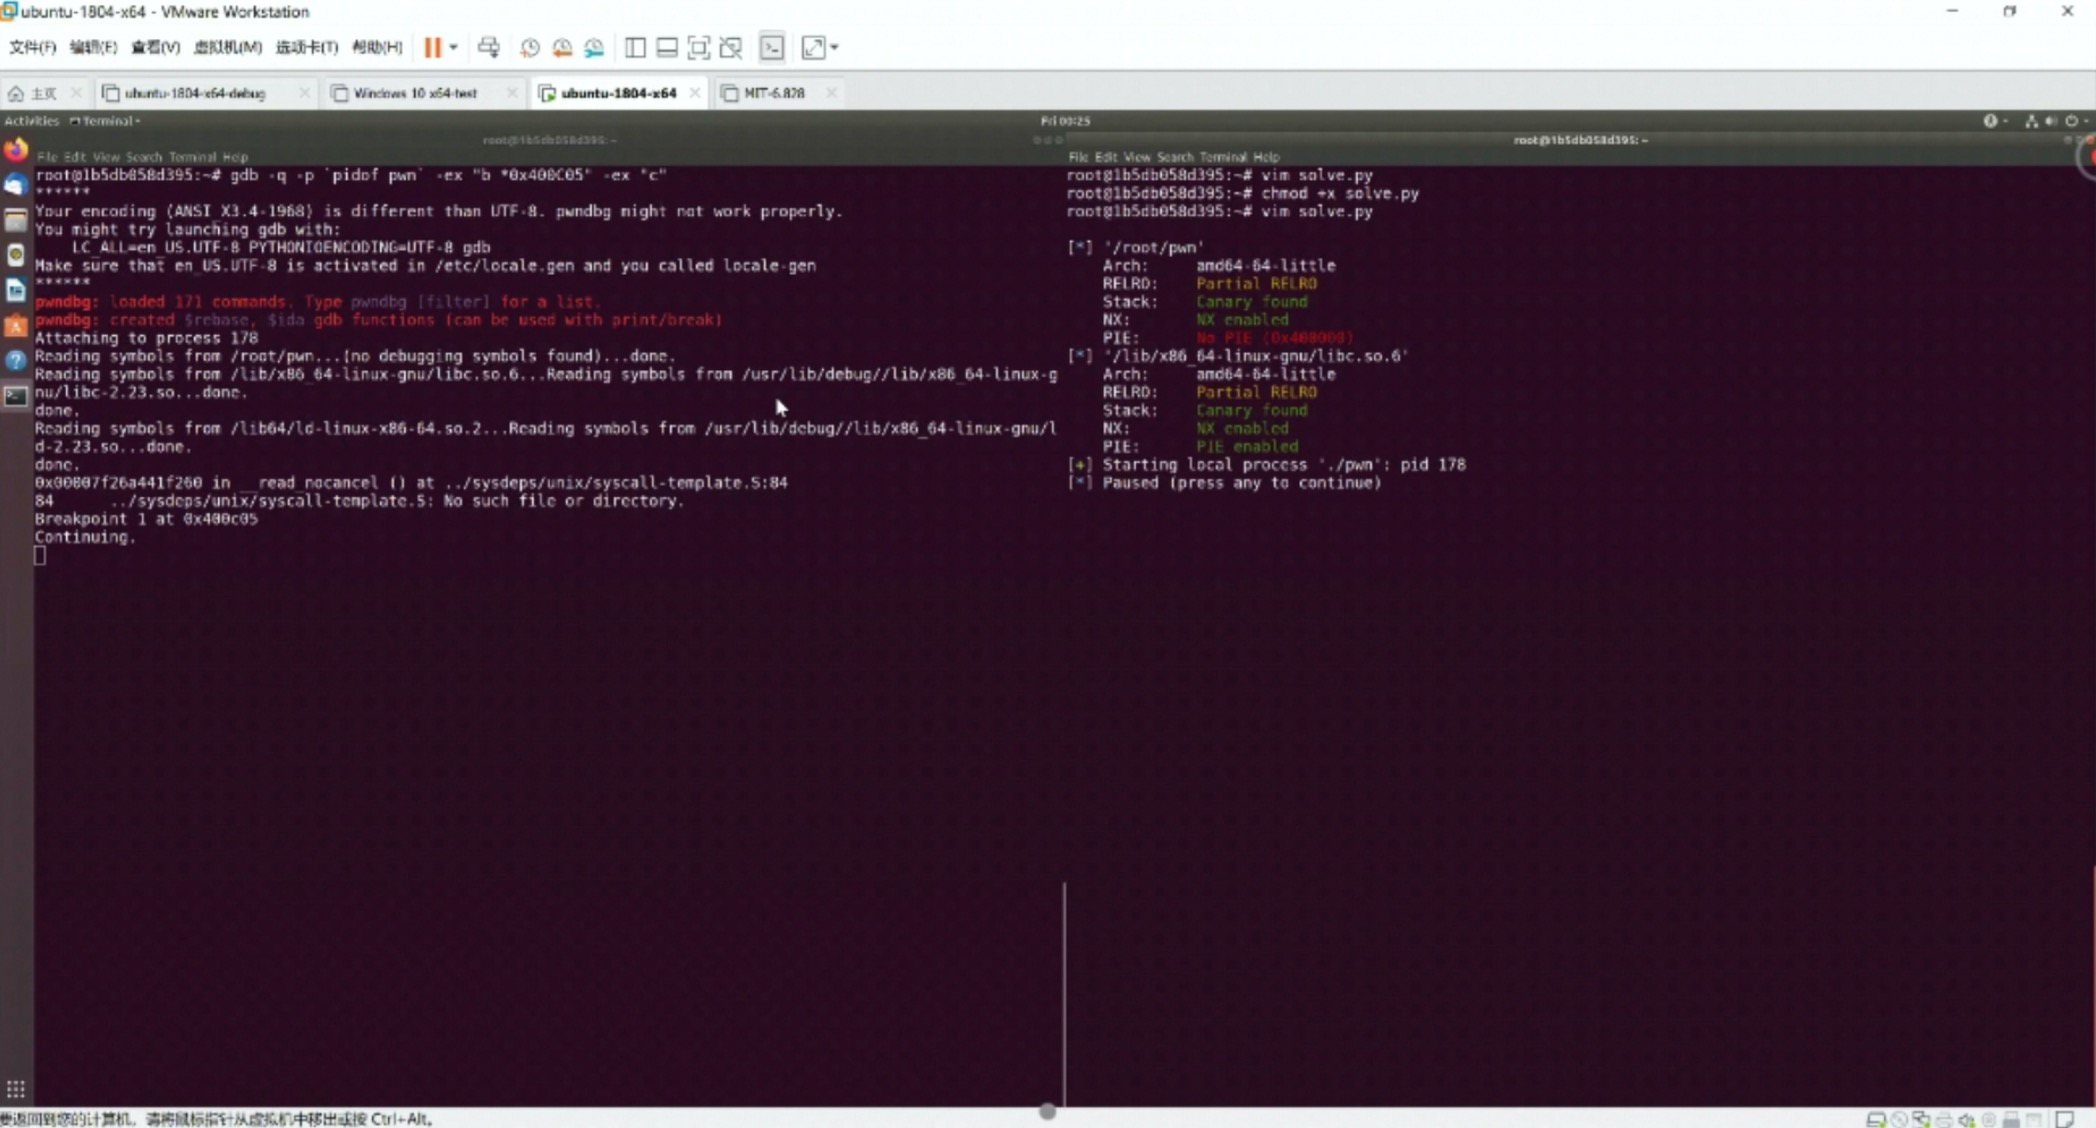 ubuntu-1804-x64 - VMware Workstation
文件(F) 编辑(E) 查看(V) 虚拟机(M) 选项卡(T) 帮助(H)
主页 ubuntu-1804-x64-debug Windows 10 x64-test ubuntu-1804-x64 MIT-6.828
Activities Terminal Fri 00:25
root@1b5db058d395: ~
File Edit View Search Terminal Help
root@1b5db058d395:~# gdb -q -p `pidof pwn` -ex "b *0x400C05" -ex "c"
******
Your encoding (ANSI_X3.4-1968) is different than UTF-8. pwndbg might not work properly.
You might try launching gdb with:
LC_ALL=en_US.UTF-8 PYTHONIOENCODING=UTF-8 gdb
Make sure that en_US.UTF-8 is activated in /etc/locale.gen and you called locale-gen
******
pwndbg: loaded 171 commands. Type pwndbg [filter] for a list.
pwndbg: created $rebase, $ida gdb functions (can be used with print/break)
Attaching to process 178
Reading symbols from /root/pwn...(no debugging symbols found)...done.
Reading symbols from /lib/x86_64-linux-gnu/libc.so.6...Reading symbols from /usr/lib/debug//lib/x86_64-linux-g
nu/libc-2.23.so...done.
done.
Reading symbols from /lib64/ld-linux-x86-64.so.2...Reading symbols from /usr/lib/debug//lib/x86_64-linux-gnu/l
d-2.23.so...done.
done.
0x00007f26a441f260 in __read_nocancel () at ../sysdeps/unix/syscall-template.S:84
84 ../sysdeps/unix/syscall-template.S: No such file or directory.
Breakpoint 1 at 0x400c05
Continuing.
root@1b5db058d395: ~
File Edit View Search Terminal Help
root@1b5db058d395:~# vim solve.py
root@1b5db058d395:~# chmod +x solve.py
root@1b5db058d395:~# vim solve.py
[*] '/root/pwn'
Arch: amd64-64-little
RELRO: Partial RELRO
Stack: Canary found
NX: NX enabled
PIE: No PIE (0x400000)
[*] '/lib/x86_64-linux-gnu/libc.so.6'
Arch: amd64-64-little
RELRO: Partial RELRO
Stack: Canary found
NX: NX enabled
PIE: PIE enabled
[+] Starting local process './pwn': pid 178
[*] Paused (press any to continue)
要返回到您的计算机，请将鼠标指针从虚拟机中移出或按 Ctrl+Alt。